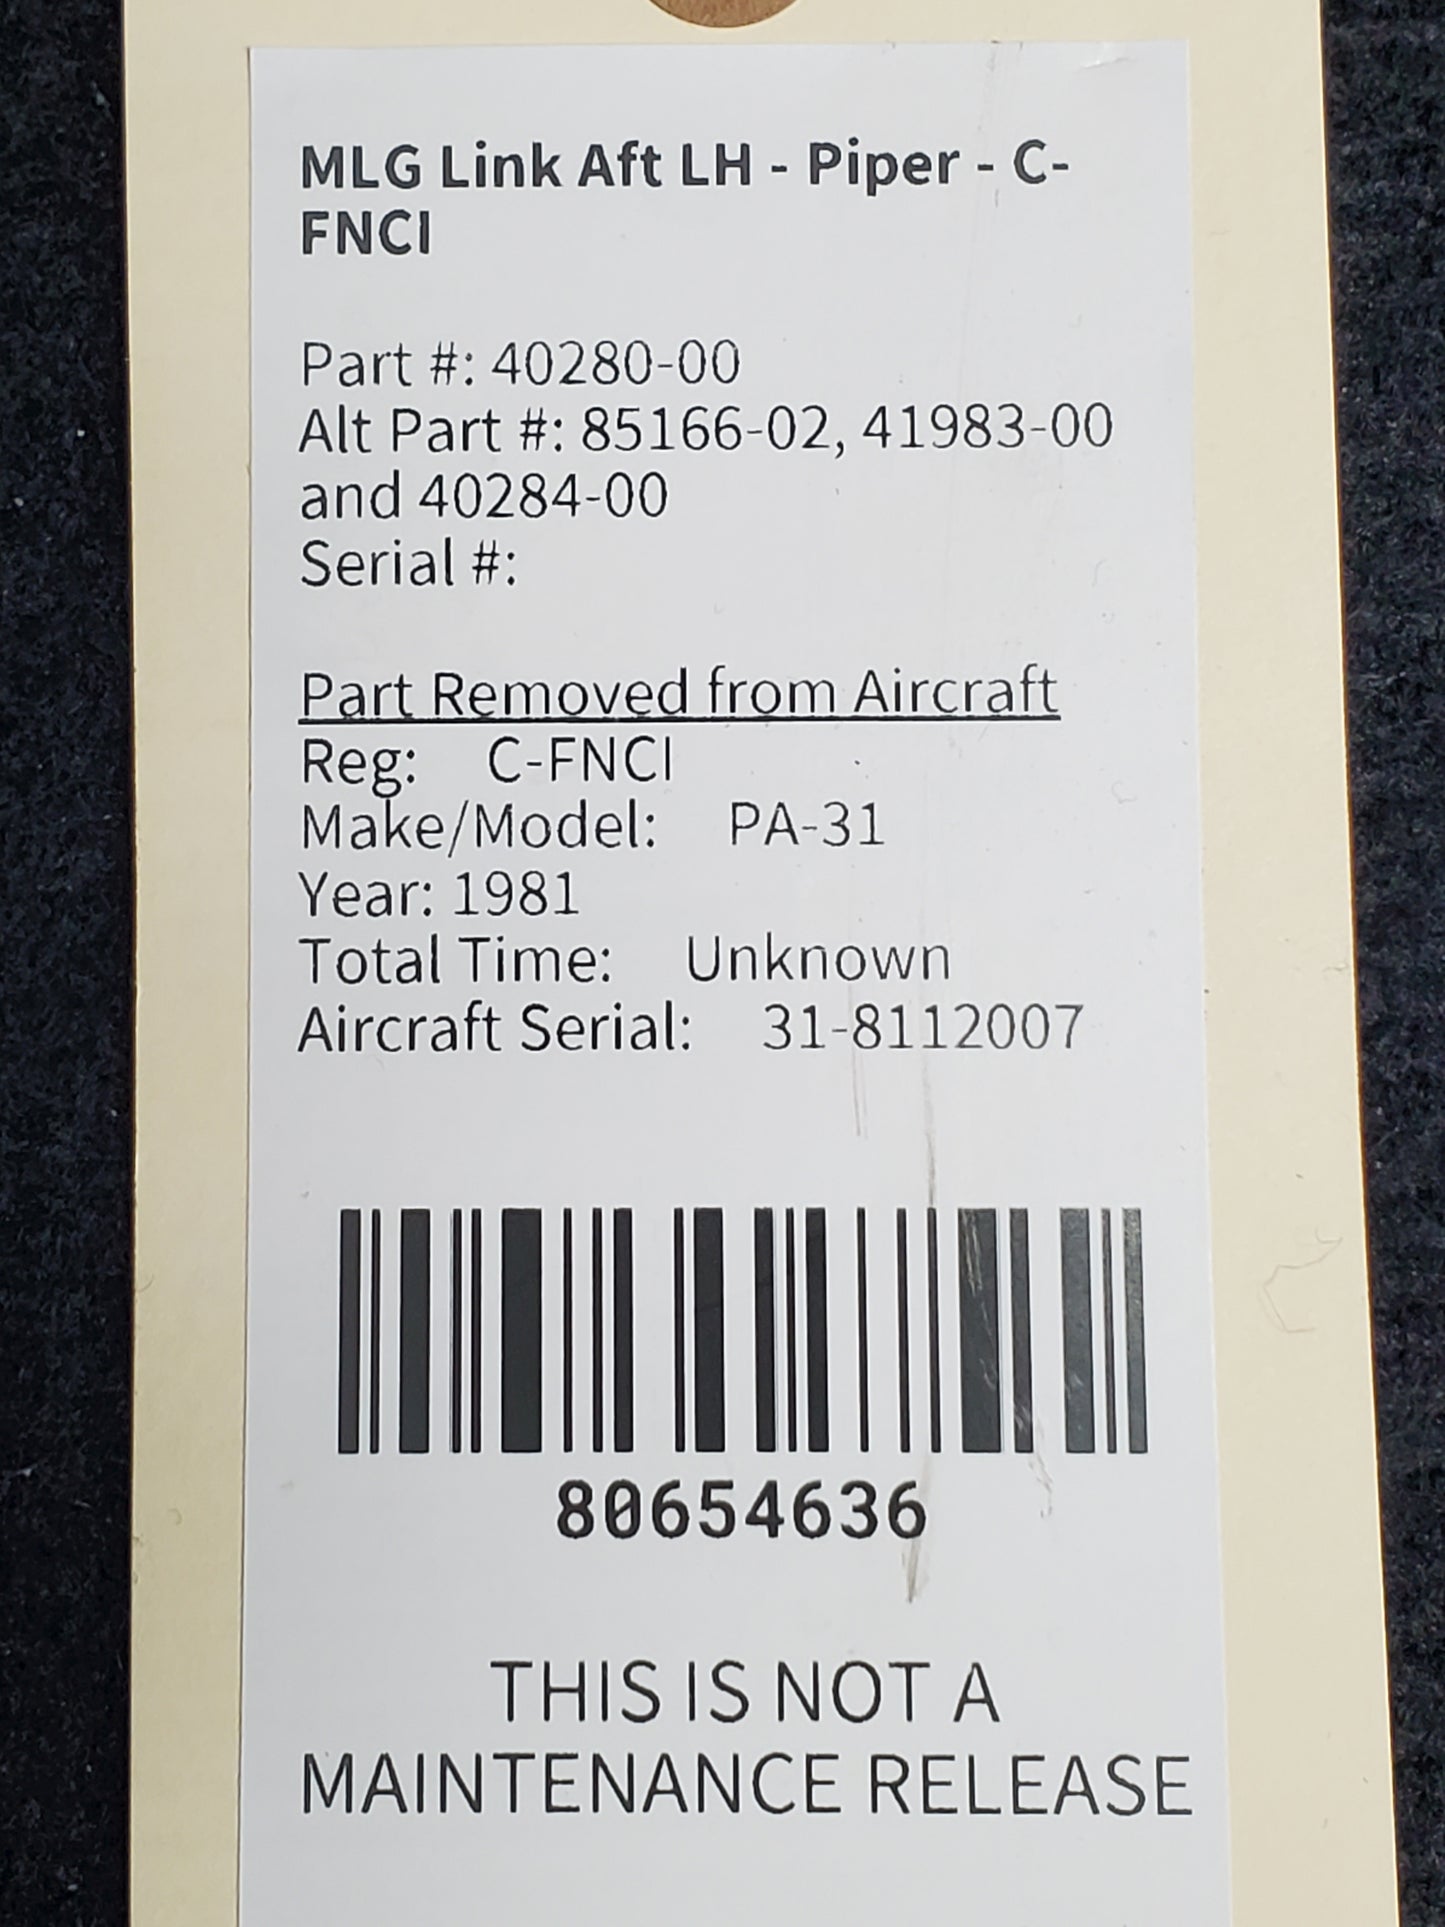 MLG Link Aft LH - Piper - C-
FNCI
Part #: 40280-00
Alt Part #: 85166-02, 41983-00
and 40284-00
Serial #:
Part Removed from Aircraft
Reg: C-FNCI
Make/Model: PA-31
Year: 1981
Total Time: Unknown
Aircraft Serial: 31-8112007
80654636
THIS IS NOT A
MAINTENANCE RELEASE